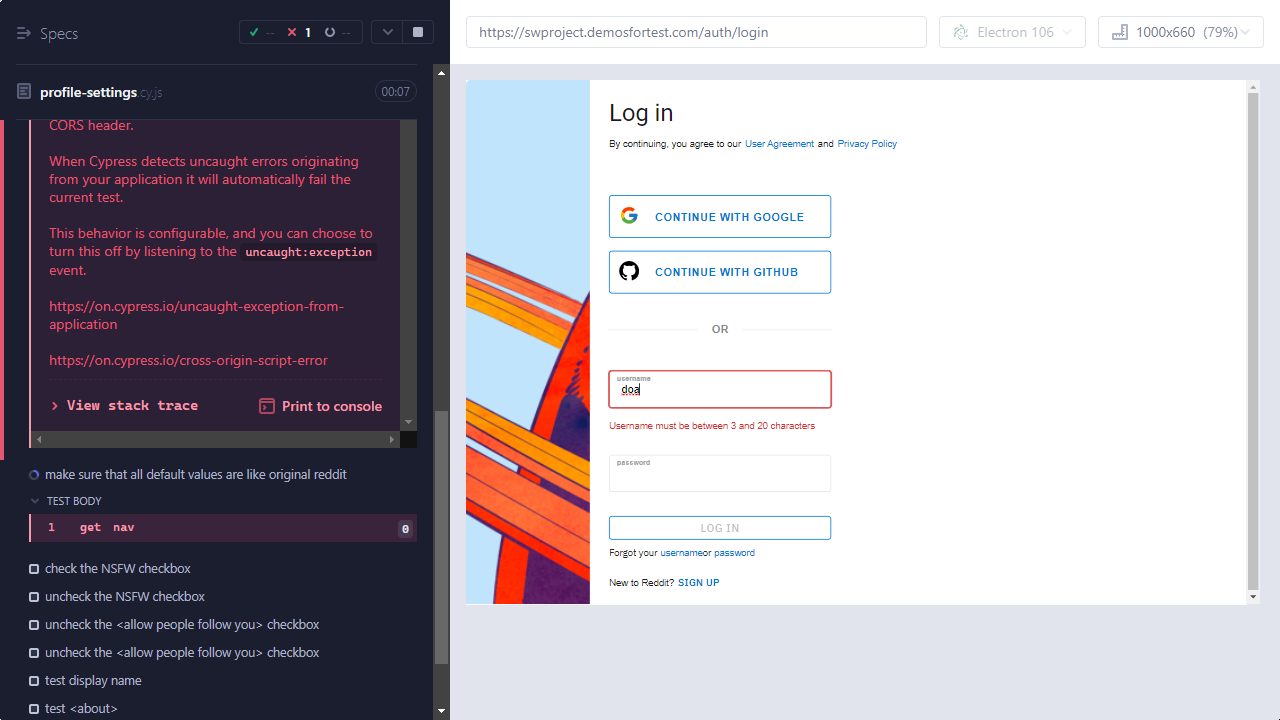 Specs
-- 1 --
https://swproject.demosfortest.com/auth/login
Electron 106
1000x660 (79%)
profile-settings.cy.js
00:07
CORS header.
When Cypress detects uncaught errors originating
from your application it will automatically fail the
current test.
This behavior is configurable, and you can choose to
turn this off by listening to the uncaught:exception
event.
https://on.cypress.io/uncaught-exception-from-
application
https://on.cypress.io/cross-origin-script-error
View stack trace
Print to console
make sure that all default values are like original reddit
TEST BODY
1 get nav 0
check the NSFW checkbox
uncheck the NSFW checkbox
uncheck the <allow people follow you> checkbox
uncheck the <allow people follow you> checkbox
test display name
test <about>
Log in
By continuing, you agree to our User Agreement and Privacy Policy
CONTINUE WITH GOOGLE
CONTINUE WITH GITHUB
OR
username
doa
Username must be between 3 and 20 characters
password
LOG IN
Forgot your usernameor password
New to Reddit? SIGN UP